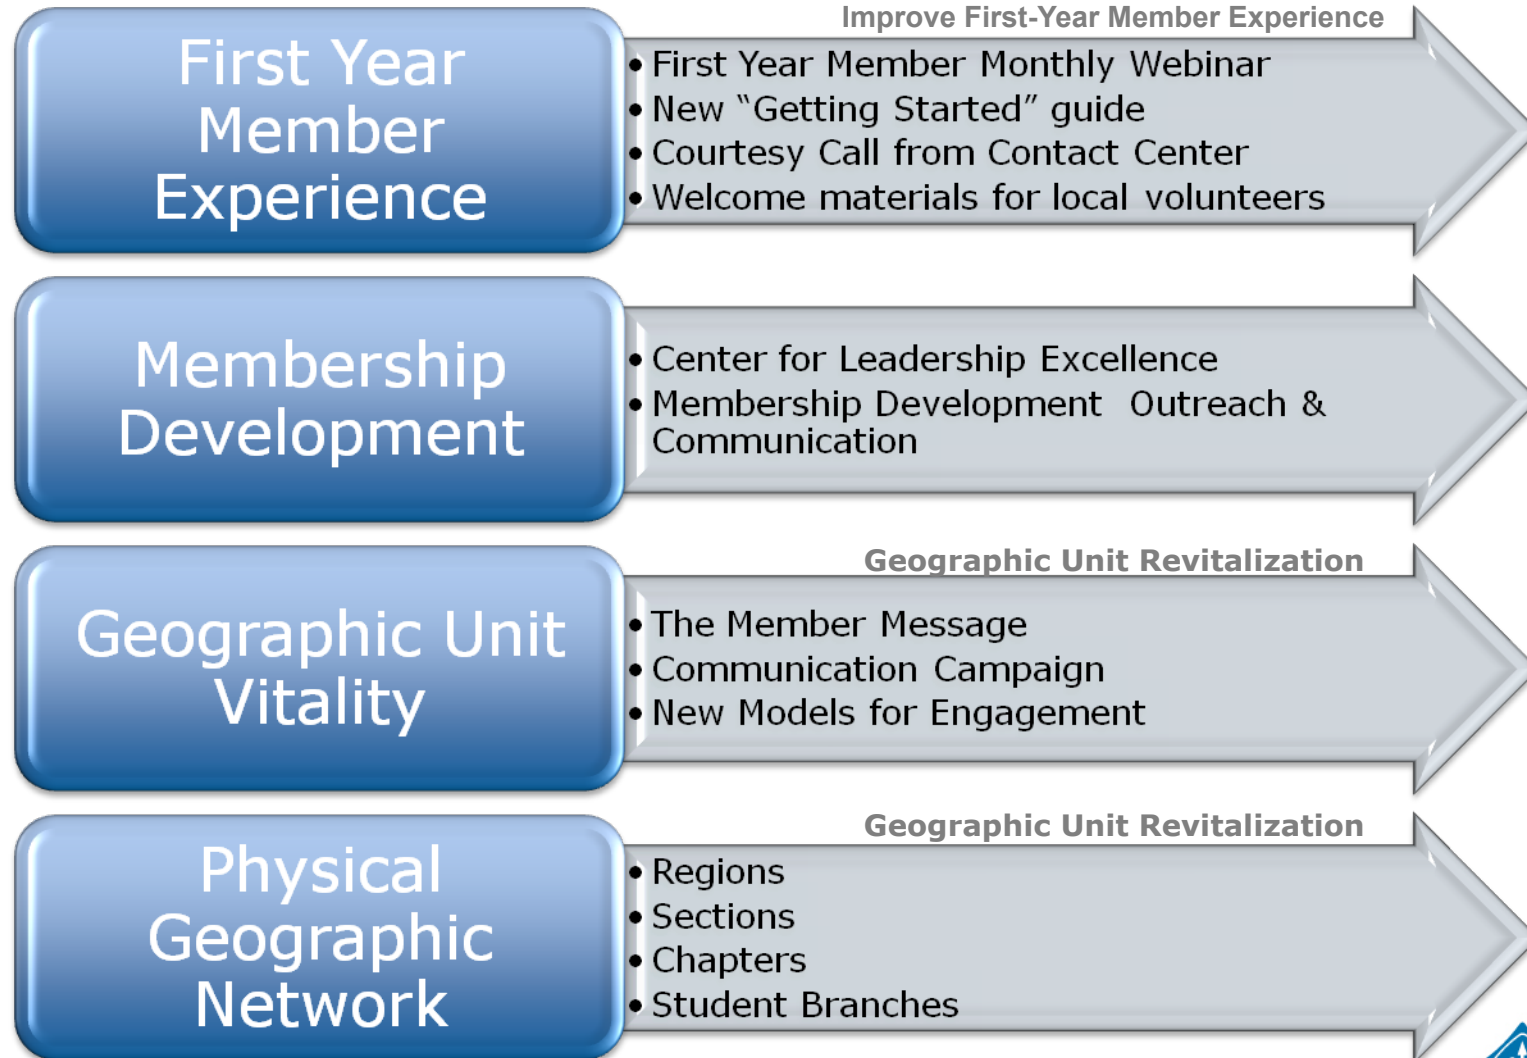 Improve First-Year Member Experience
First Year
Member
Experience
• First Year Member Monthly Webinar
• New “Getting Started” guide
• Courtesy Call from Contact Center
• Welcome materials for local volunteers
Membership
Development
• Center for Leadership Excellence
• Membership Development  Outreach &
Communication
Geographic Unit Revitalization
Geographic Unit
Vitality
• The Member Message
• Communication Campaign
• New Models for Engagement
Geographic Unit Revitalization
Physical
Geographic
Network
• Regions
• Sections
• Chapters
• Student Branches